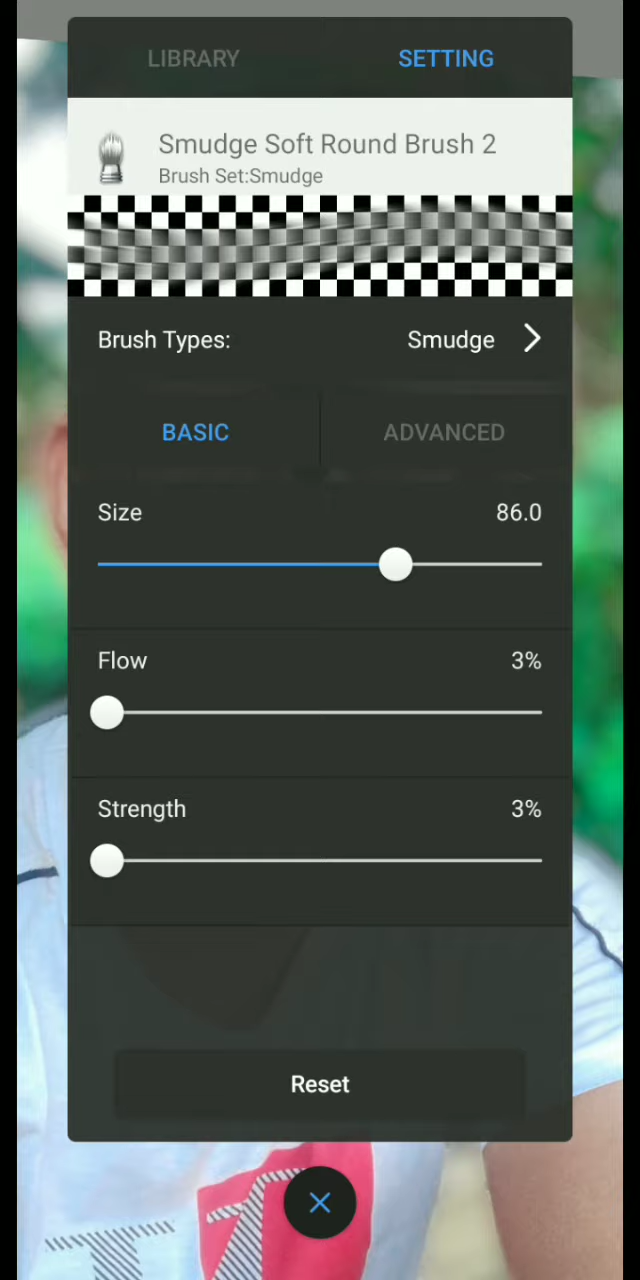 LIBRARY SETTING
Smudge Soft Round Brush 2
Brush Set:Smudge
Brush Types: Smudge
BASIC ADVANCED
Size 86.0
Flow 3%
Strength 3%
Reset